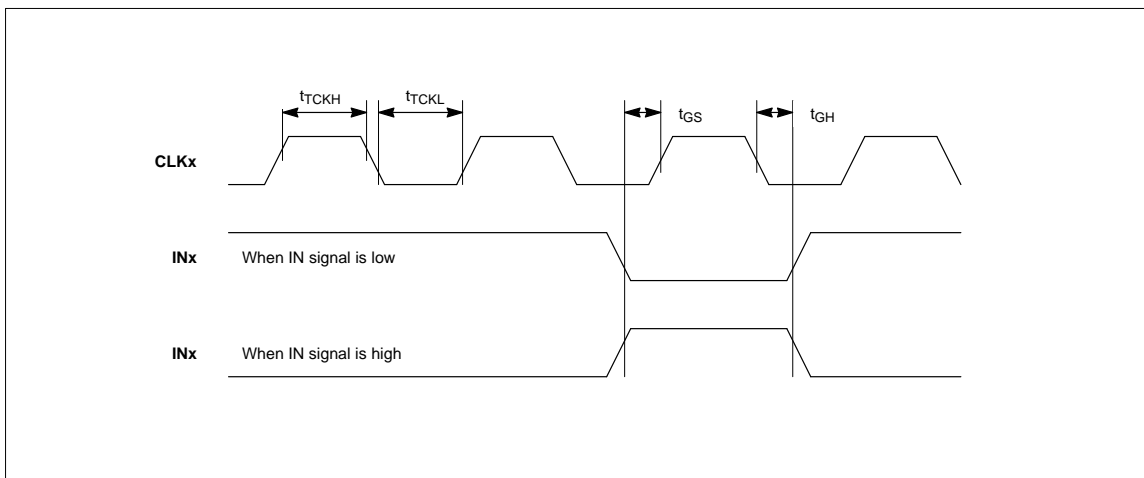 tTCKH
tTCKL
tGS
tGH
CLKx
INx When IN signal is low
INx When IN signal is high